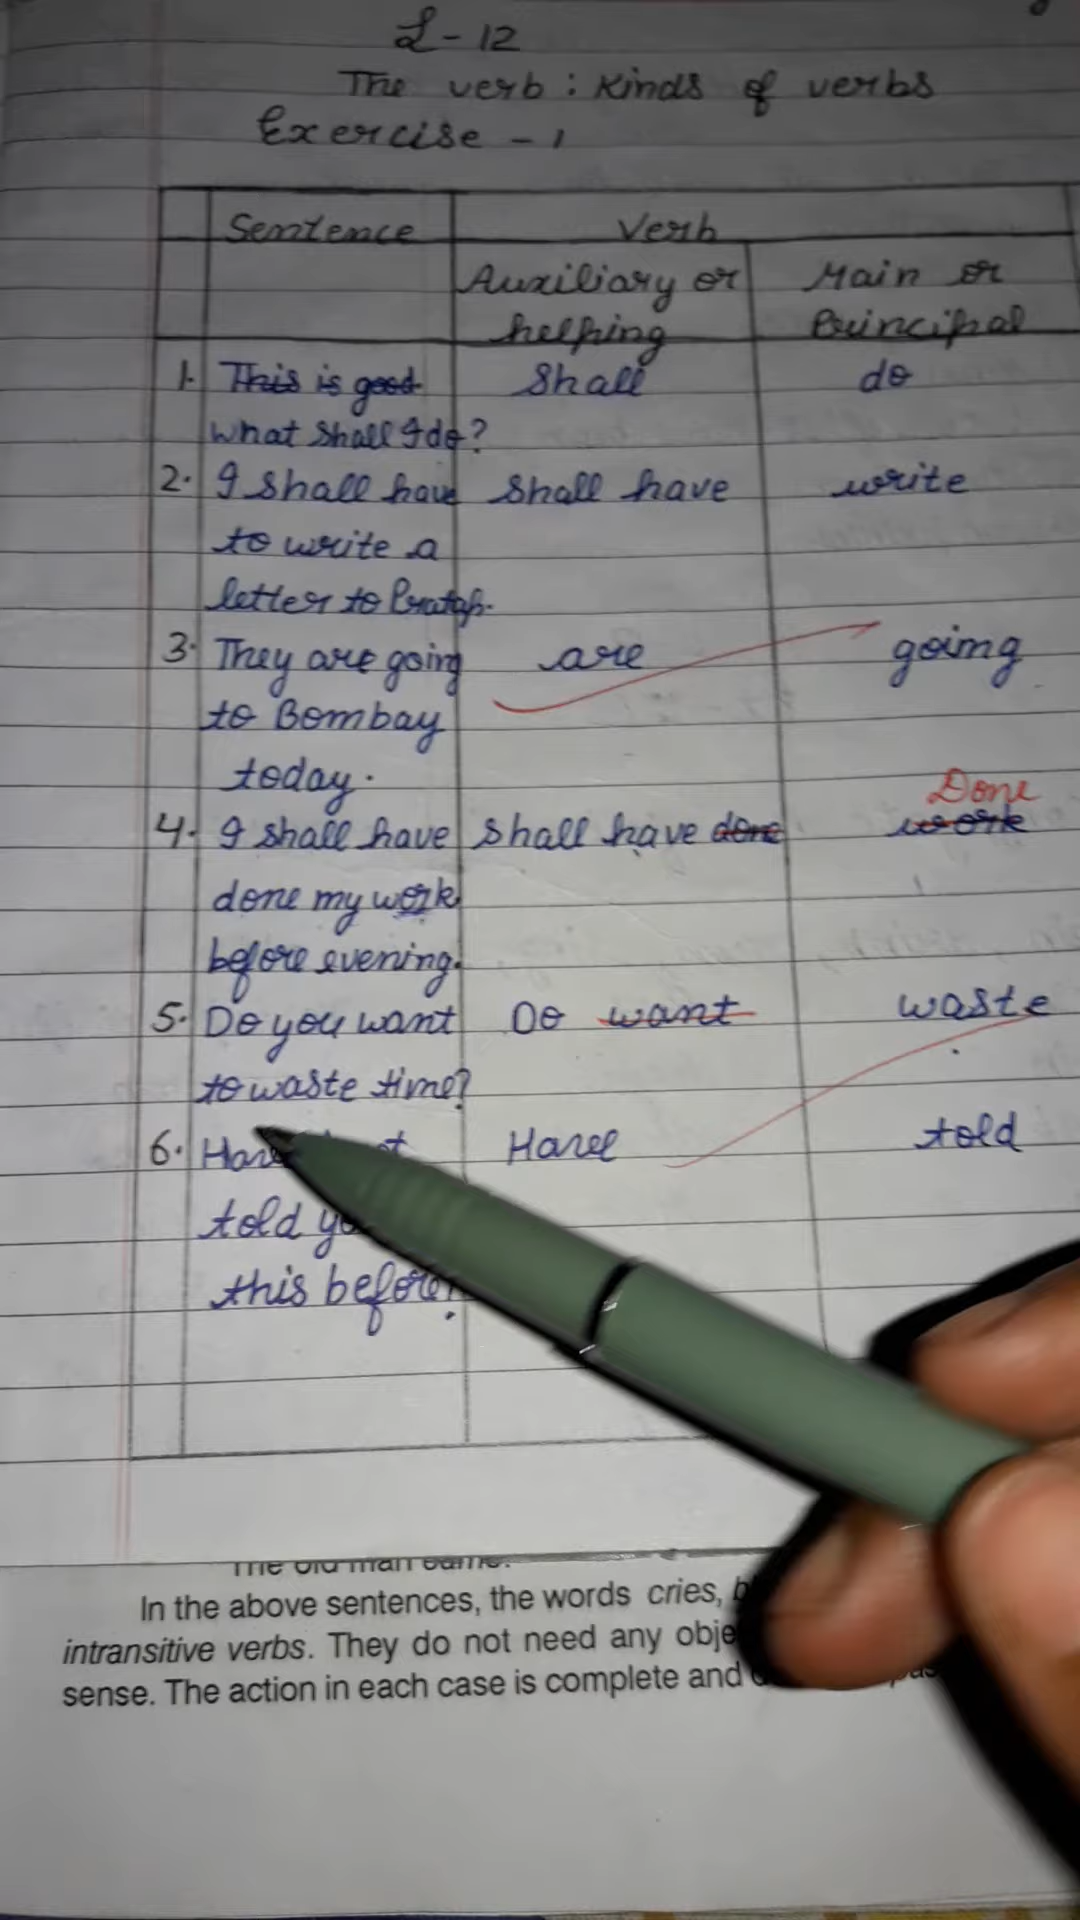 L-12
The verb : Kinds of verbs
Exercise - 1
Sentence Verb
Auxiliary or helping Main or Principal
1. This is good Shall do
What shall I do?
2. I shall have shall have write
to write a
letter to Pratap.
3. They are going are going
to Bombay
today.
Done
4. I shall have shall have done work
done my work
before evening.
5. Do you want Do want waste
to waste time?
6. Have told
told
this before
The old man came.
In the above sentences, the words cries,
intransitive verbs. They do not need any
sense. The action in each case is complete and